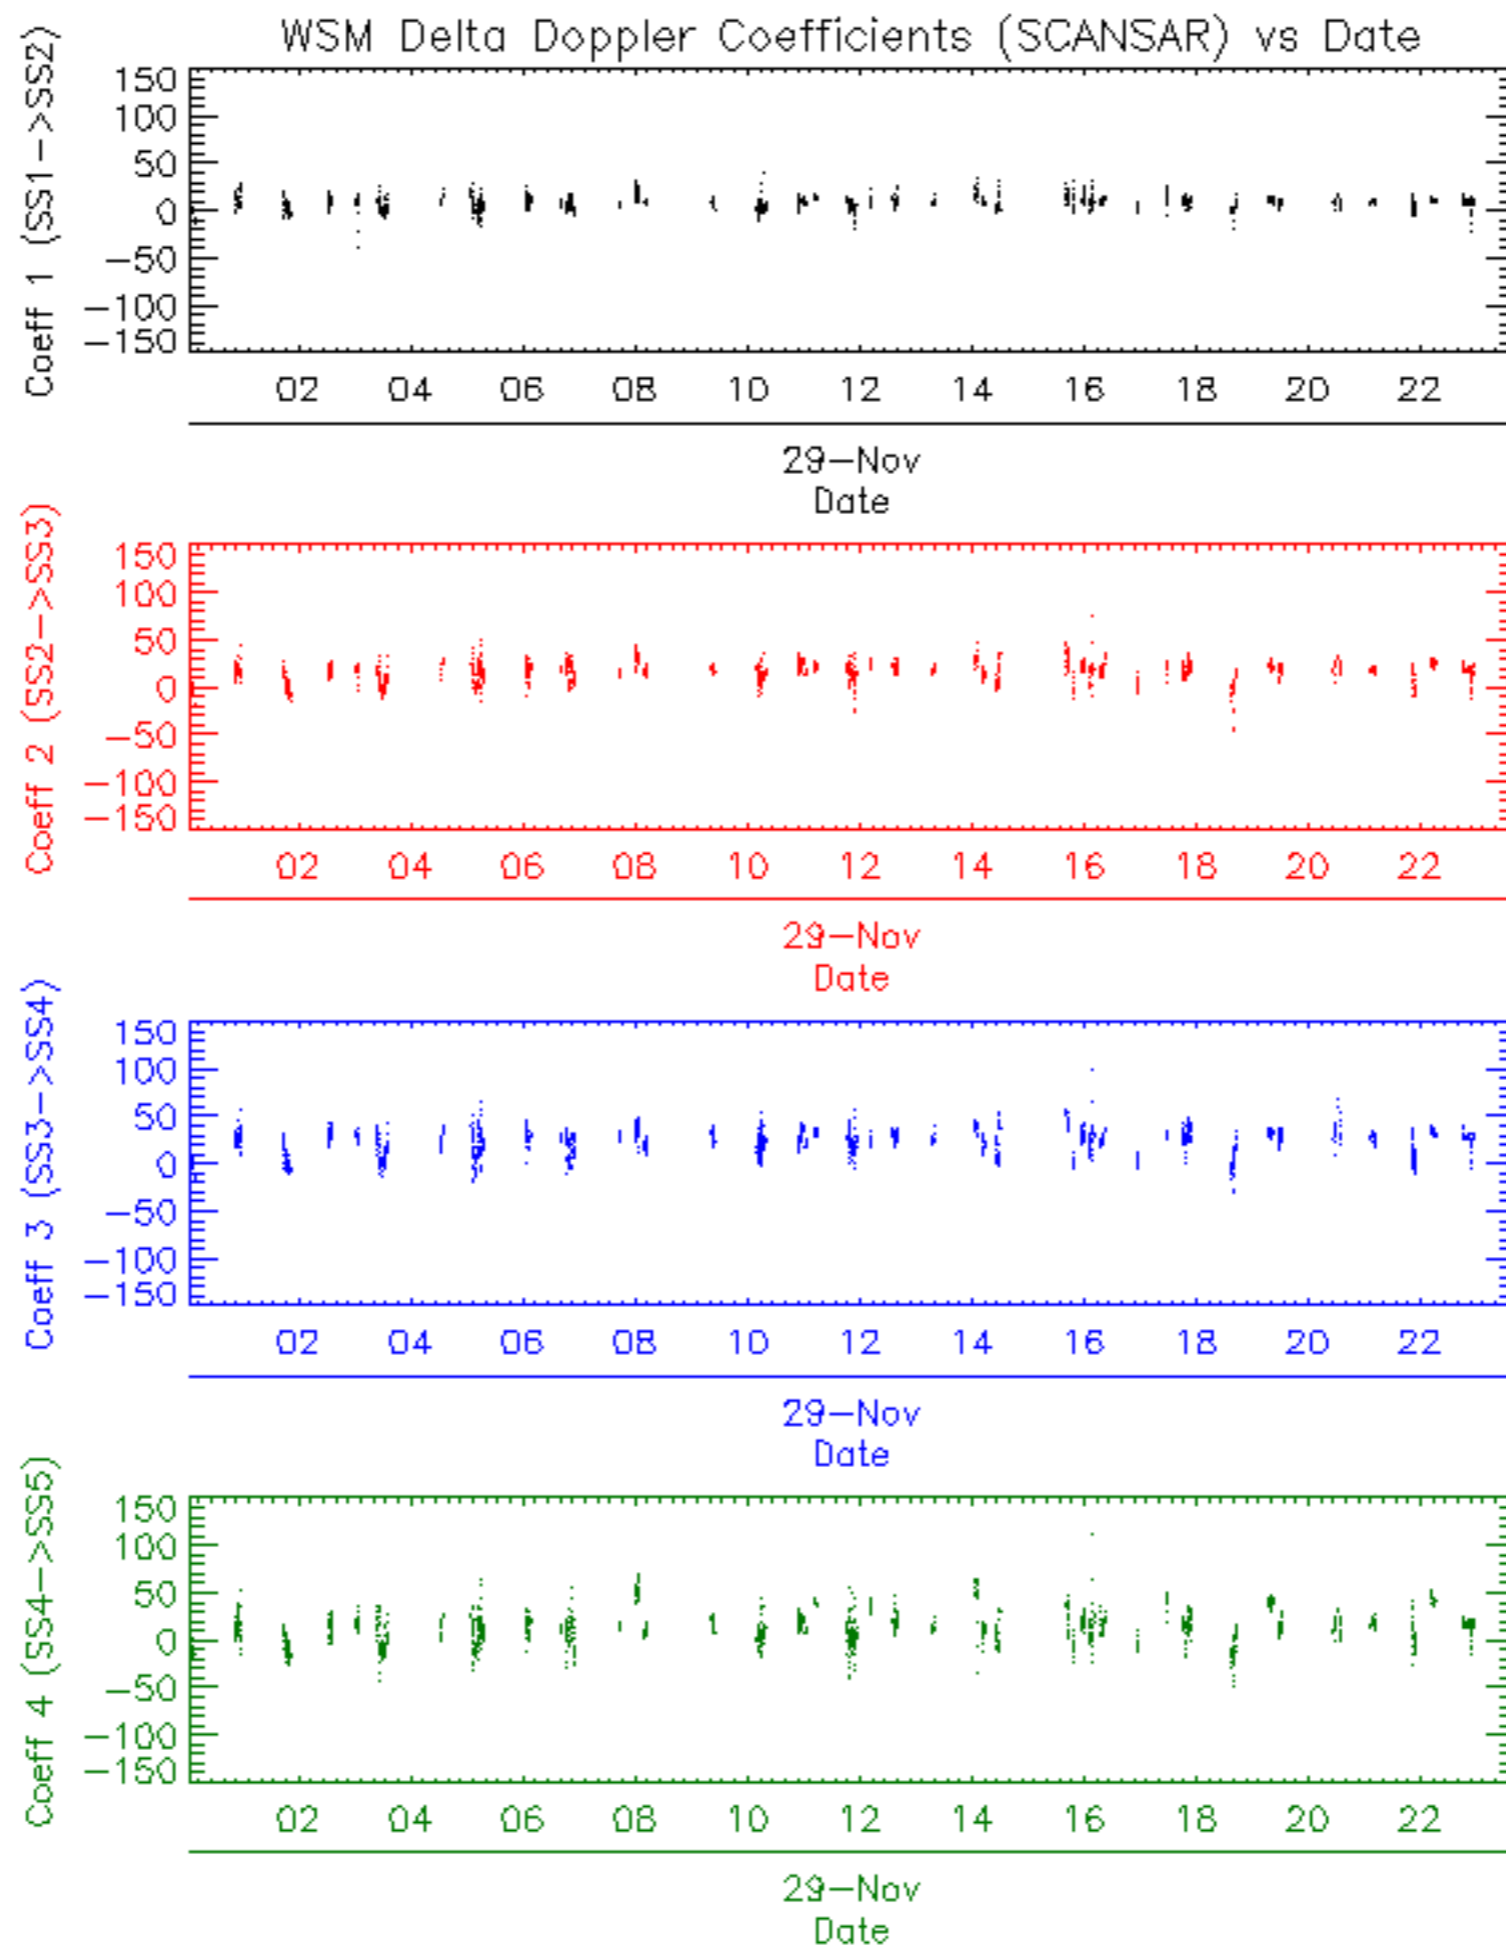 WSM Delta Doppler Coefficients (SCANSAR) vs Date
Coeff 1 (SS1->SS2)
150
100
50
0
-50
-100
-150
02 04 06 08 10 12 14 16 18 20 22
29-Nov
Date
Coeff 2 (SS2->SS3)
150
100
50
0
-50
-100
-150
02 04 06 08 10 12 14 16 18 20 22
29-Nov
Date
Coeff 3 (SS3->SS4)
150
100
50
0
-50
-100
-150
02 04 06 08 10 12 14 16 18 20 22
29-Nov
Date
Coeff 4 (SS4->SS5)
150
100
50
0
-50
-100
-150
02 04 06 08 10 12 14 16 18 20 22
29-Nov
Date